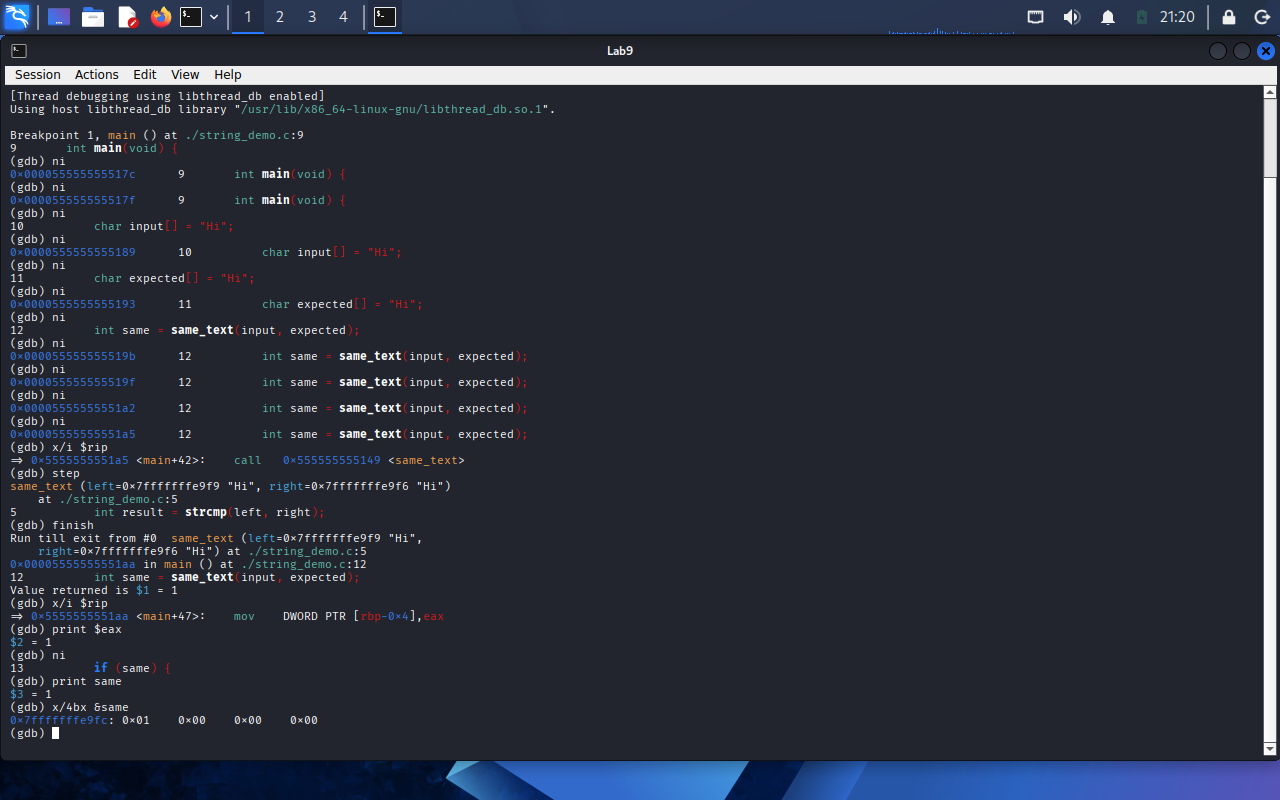 1 2 3 4 21:20
Lab9
Session Actions Edit View Help
[Thread debugging using libthread_db enabled]
Using host libthread_db library "/usr/lib/x86_64-linux-gnu/libthread_db.so.1".
Breakpoint 1, main () at ./string_demo.c:9
9       int main(void) {
(gdb) ni
0x000055555555517c      9       int main(void) {
(gdb) ni
0x000055555555517f      9       int main(void) {
(gdb) ni
10          char input[] = "Hi";
(gdb) ni
0x0000555555555189      10          char input[] = "Hi";
(gdb) ni
11          char expected[] = "Hi";
(gdb) ni
0x0000555555555193      11          char expected[] = "Hi";
(gdb) ni
12          int same = same_text(input, expected);
(gdb) ni
0x000055555555519b      12          int same = same_text(input, expected);
(gdb) ni
0x000055555555519f      12          int same = same_text(input, expected);
(gdb) ni
0x00005555555551a2      12          int same = same_text(input, expected);
(gdb) ni
0x00005555555551a5      12          int same = same_text(input, expected);
(gdb) x/i $rip
=> 0x5555555551a5 <main+42>:    call   0x555555555149 <same_text>
(gdb) step
same_text (left=0x7fffffffe9f9 "Hi", right=0x7fffffffe9f6 "Hi")
    at ./string_demo.c:5
5           int result = strcmp(left, right);
(gdb) finish
Run till exit from #0  same_text (left=0x7fffffffe9f9 "Hi",
    right=0x7fffffffe9f6 "Hi") at ./string_demo.c:5
0x00005555555551aa in main () at ./string_demo.c:12
12          int same = same_text(input, expected);
Value returned is $1 = 1
(gdb) x/i $rip
=> 0x5555555551aa <main+47>:    mov    DWORD PTR [rbp-0x4],eax
(gdb) print $eax
$2 = 1
(gdb) ni
13          if (same) {
(gdb) print same
$3 = 1
(gdb) x/4bx &same
0x7fffffffe9fc: 0x01    0x00    0x00    0x00
(gdb)